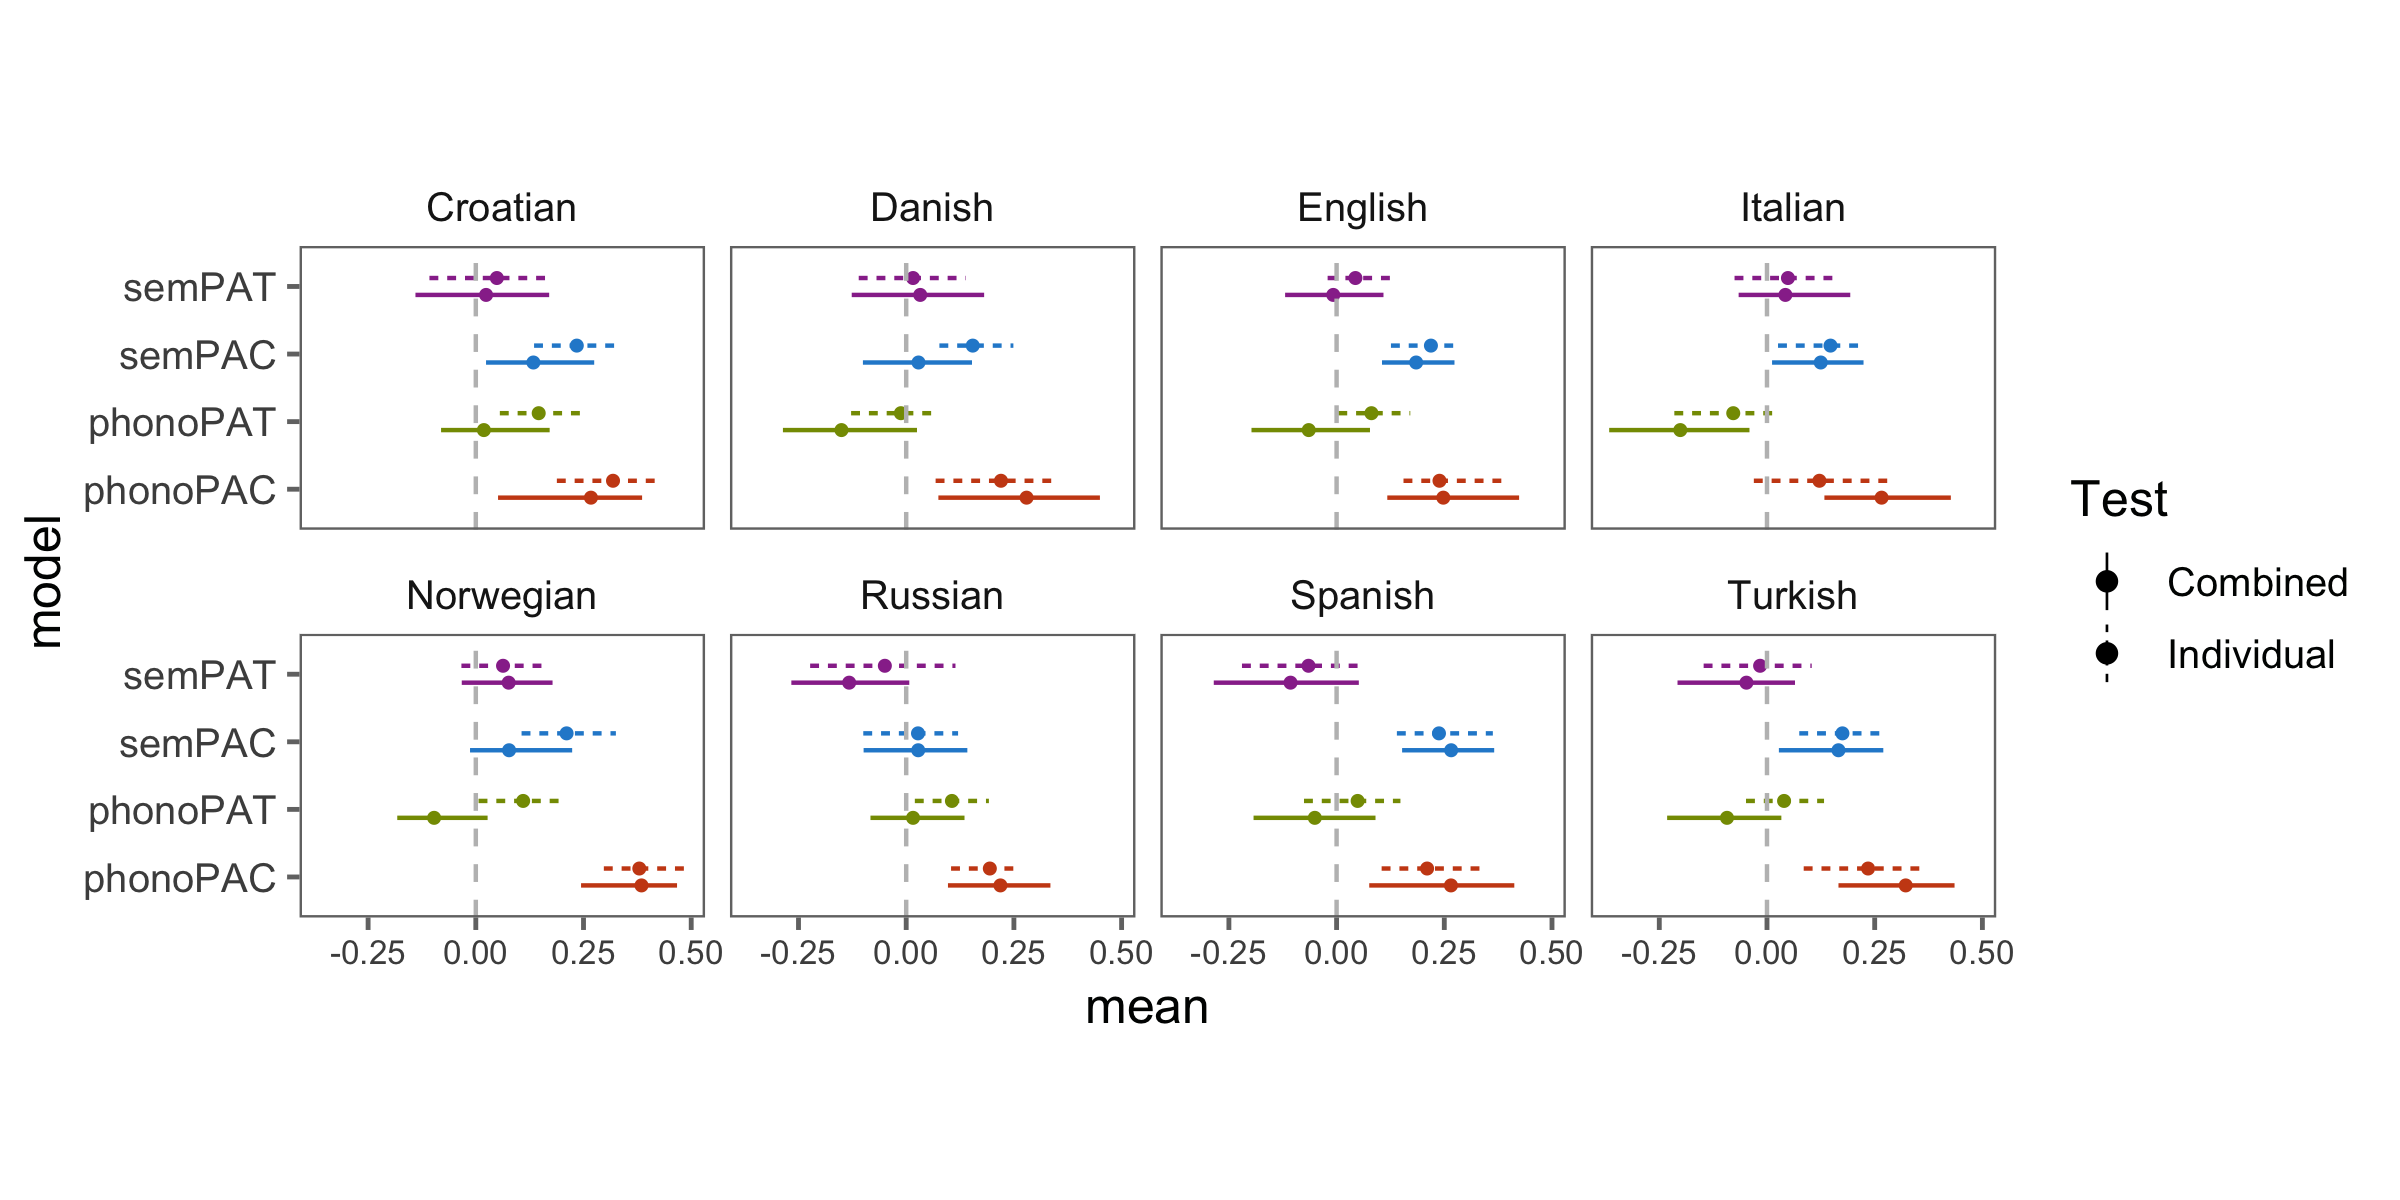 Croatian Danish English Italian
semPAT
semPAC
phonoPAT
phonoPAC
Norwegian Russian Spanish Turkish
semPAT
semPAC
phonoPAT
phonoPAC
-0.25 0.00 0.25 0.50 -0.25 0.00 0.25 0.50 -0.25 0.00 0.25 0.50 -0.25 0.00 0.25 0.50
mean
model
Test
Combined
Individual